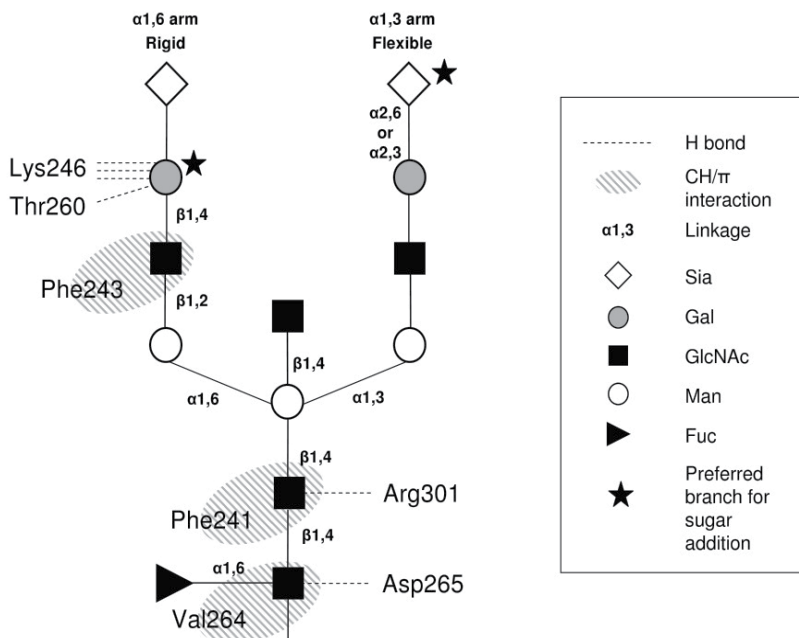 α1,6 arm
Rigid
α1,3 arm
Flexible
α2,6
or
α2,3
Lys246
Thr260
β1,4
Phe243
β1,2
β1,4
α1,6
α1,3
β1,4
Arg301
Phe241
β1,4
α1,6
Asp265
Val264
H bond
CH/π
interaction
α1,3 Linkage
Sia
Gal
GlcNAc
Man
Fuc
Preferred
branch for
sugar
addition